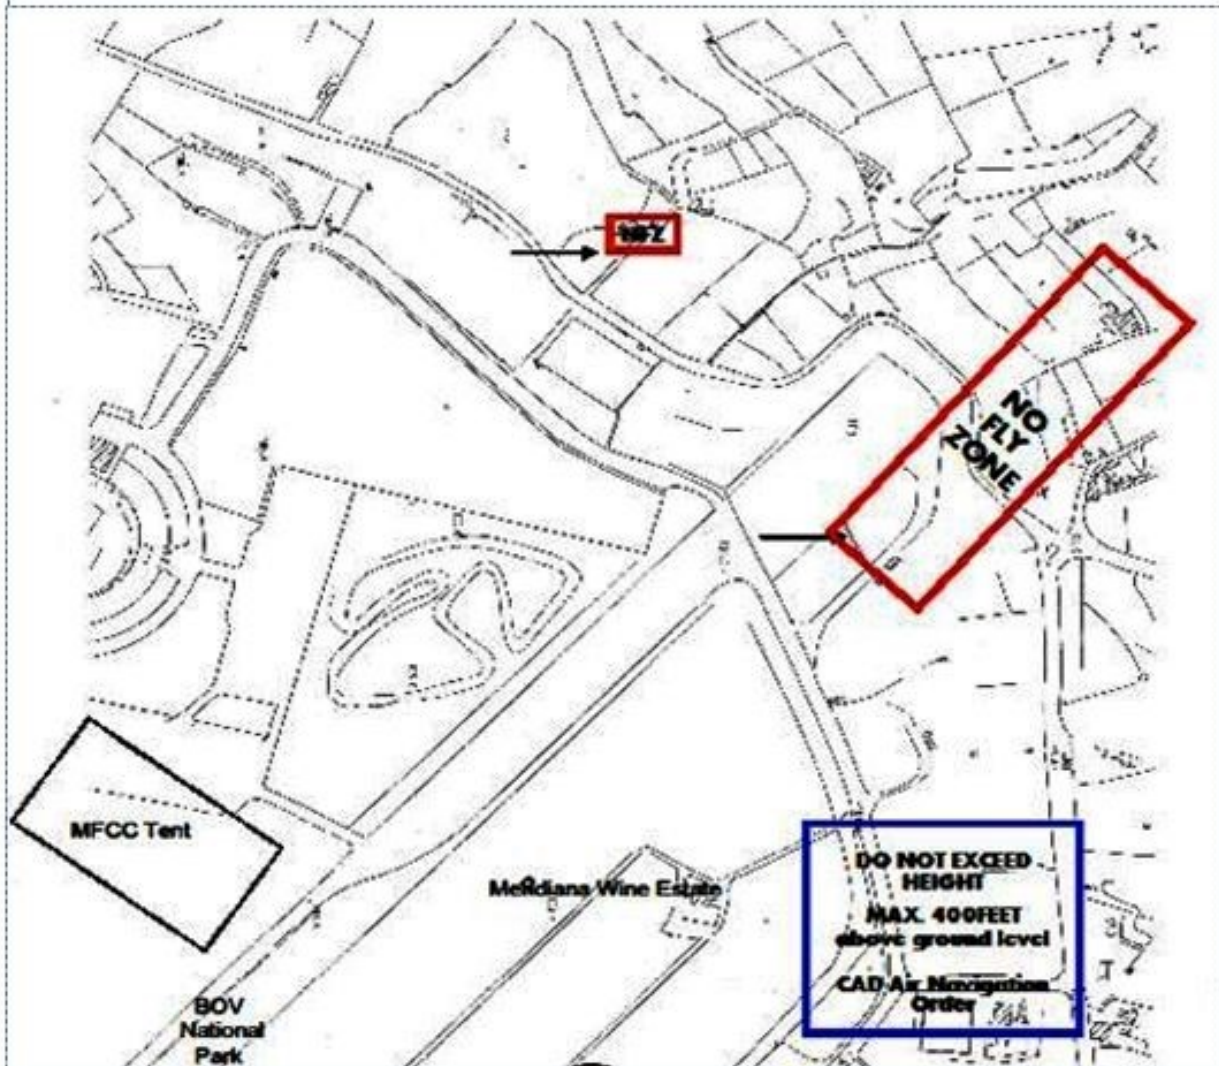 NFZ
NO
FLY
ZONE
MFCC Tent
DO NOT EXCEED
HEIGHT
MAX. 400FEET
above ground level
CAD Air Navigation
Order
Meridiana Wine Estate
BOV
National
Park